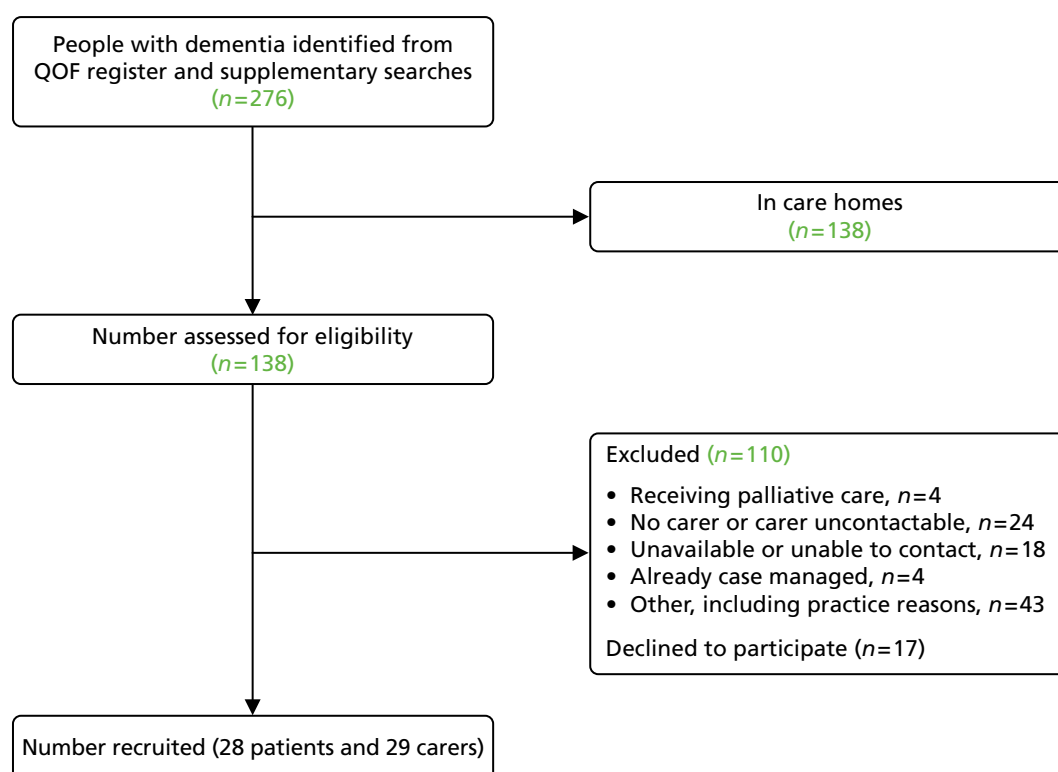 People with dementia identified from
QOF register and supplementary searches
(n=276)
In care homes
(n=138)
Number assessed for eligibility
(n=138)
Excluded (n=110)
• Receiving palliative care, n=4
• No carer or carer uncontactable, n=24
• Unavailable or unable to contact, n=18
• Already case managed, n=4
• Other, including practice reasons, n=43
Declined to participate (n=17)
Number recruited (28 patients and 29 carers)